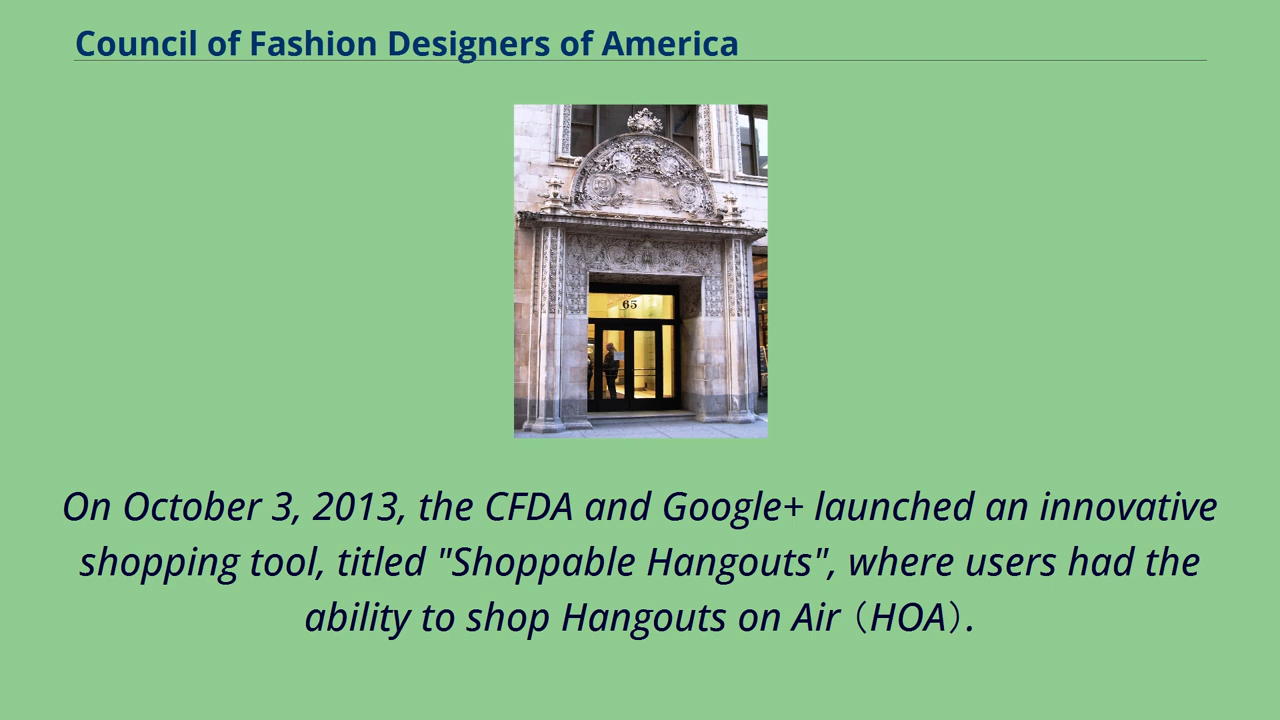 Council of Fashion Designers of America
65
On October 3, 2013, the CFDA and Google+ launched an innovative
shopping tool, titled "Shoppable Hangouts", where users had the
ability to shop Hangouts on Air（HOA）.